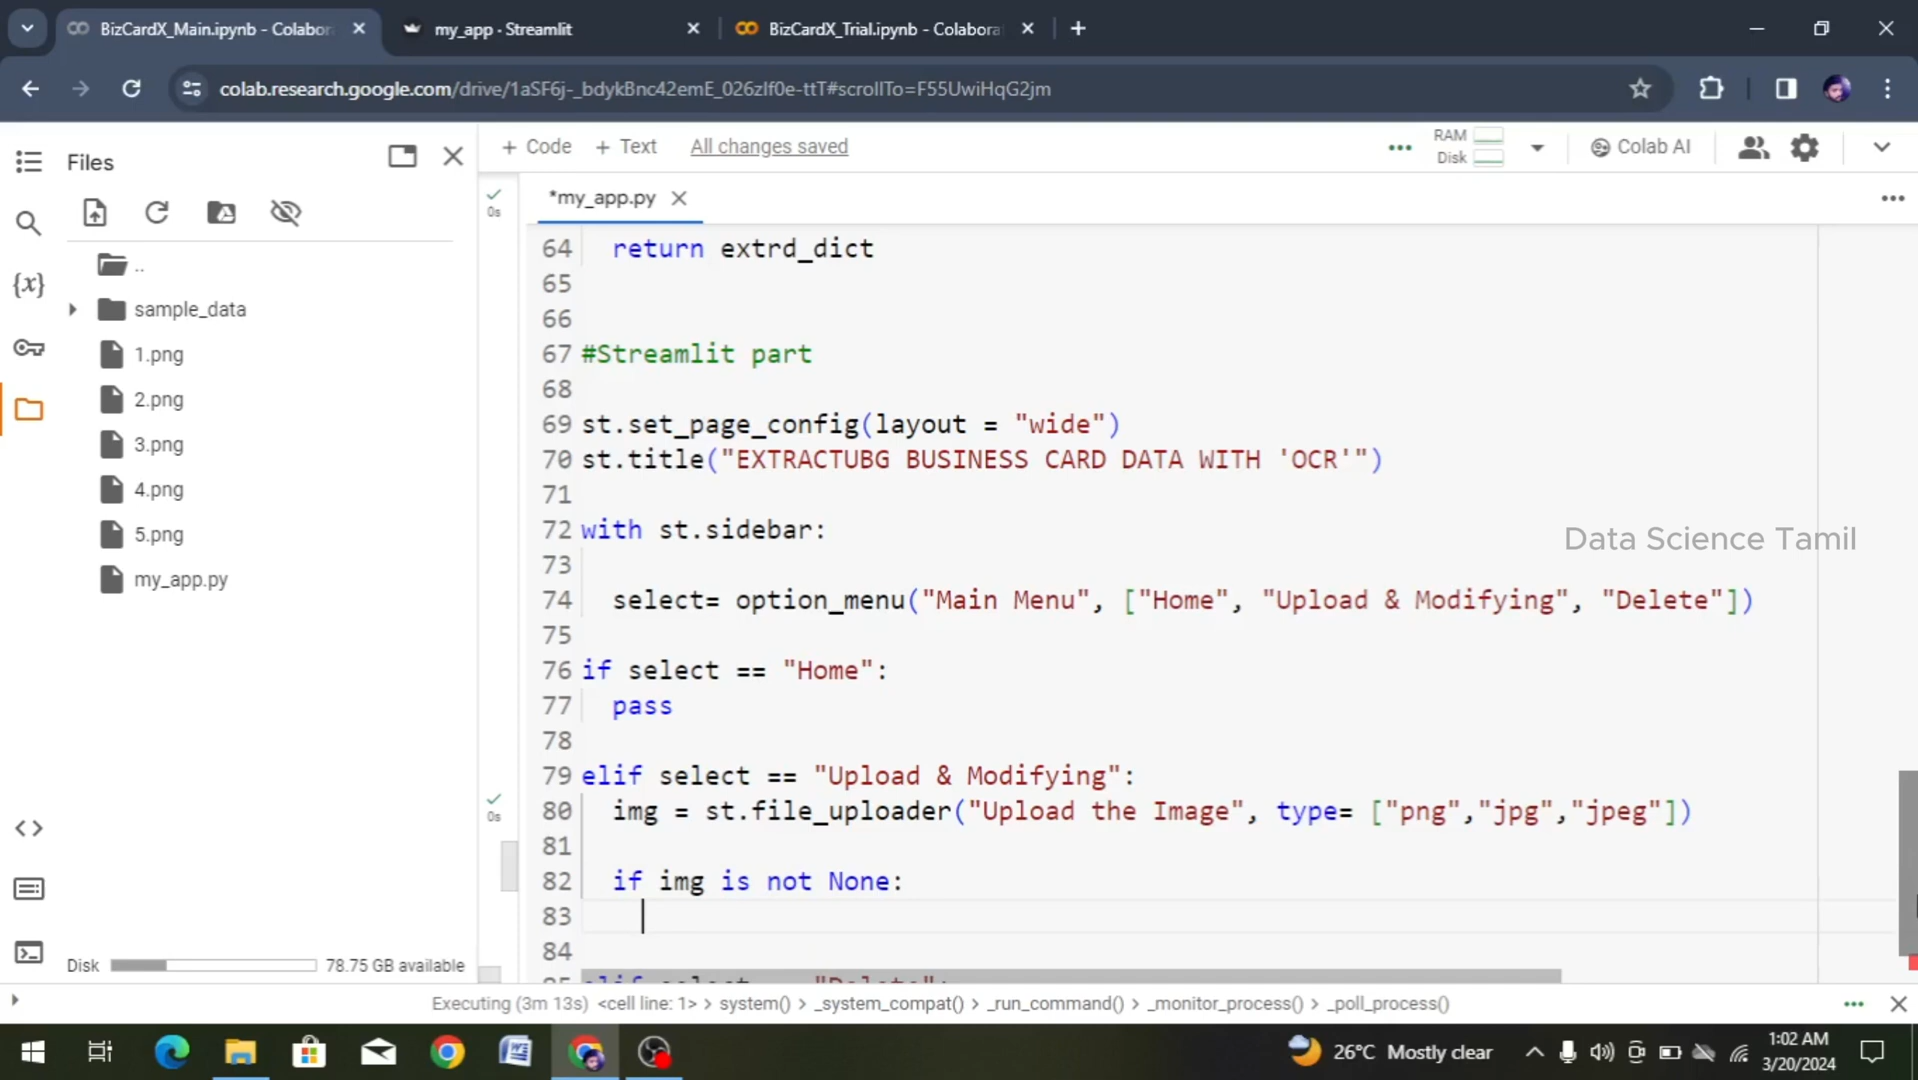 BizCardX_Main.ipynb - Colabor
my_app - Streamlit
BizCardX_Trial.ipynb - Colabora
colab.research.google.com/drive/1aSF6j-_bdykBnc42emE_026zIf0e-ttT#scrollTo=F55UwiHqG2jm
Files
+ Code + Text All changes saved
RAM
Disk
Colab AI
*my_app.py
0s
..
sample_data
1.png
2.png
3.png
4.png
5.png
my_app.py
64 return extrd_dict
65
66
67 #Streamlit part
68
69 st.set_page_config(layout = "wide")
70 st.title("EXTRACTUBG BUSINESS CARD DATA WITH 'OCR'")
71
72 with st.sidebar:
73
74 select= option_menu("Main Menu", ["Home", "Upload & Modifying", "Delete"])
75
76 if select == "Home":
77 pass
78
79 elif select == "Upload & Modifying":
80 img = st.file_uploader("Upload the Image", type= ["png","jpg","jpeg"])
81
82 if img is not None:
83
84
0s
Data Science Tamil
Disk 78.75 GB available
Executing (3m 13s) <cell line: 1> > system() > _system_compat() > _run_command() > _monitor_process() > _poll_process()
26°C Mostly clear
1:02 AM
3/20/2024